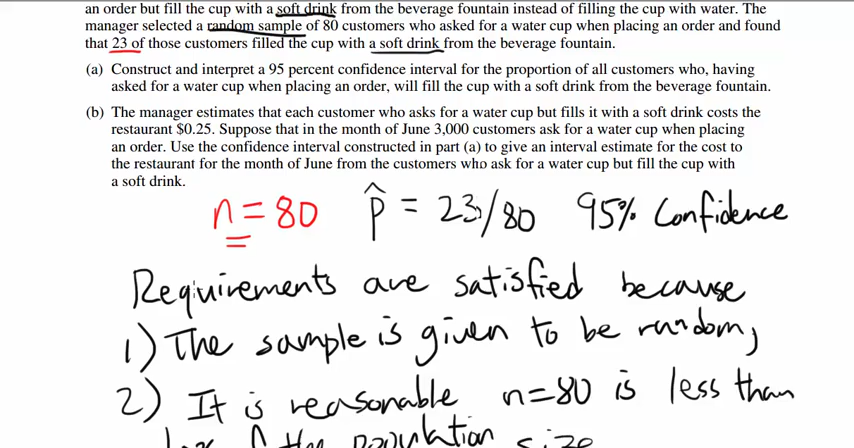 an order but fill the cup with a soft drink from the beverage fountain instead of filling the cup with water. The
manager selected a random sample of 80 customers who asked for a water cup when placing an order and found
that 23 of those customers filled the cup with a soft drink from the beverage fountain.
(a) Construct and interpret a 95 percent confidence interval for the proportion of all customers who, having
asked for a water cup when placing an order, will fill the cup with a soft drink from the beverage fountain.
(b) The manager estimates that each customer who asks for a water cup but fills it with a soft drink costs the
restaurant $0.25. Suppose that in the month of June 3,000 customers ask for a water cup when placing
an order. Use the confidence interval constructed in part (a) to give an interval estimate for the cost to
the restaurant for the month of June from the customers who ask for a water cup but fill the cup with
a soft drink.
n = 80 p̂ = 23/80 95% Confidence
Requirements are satisfied because
1) The sample is given to be random,
2) It is reasonable n=80 is less than
the population size